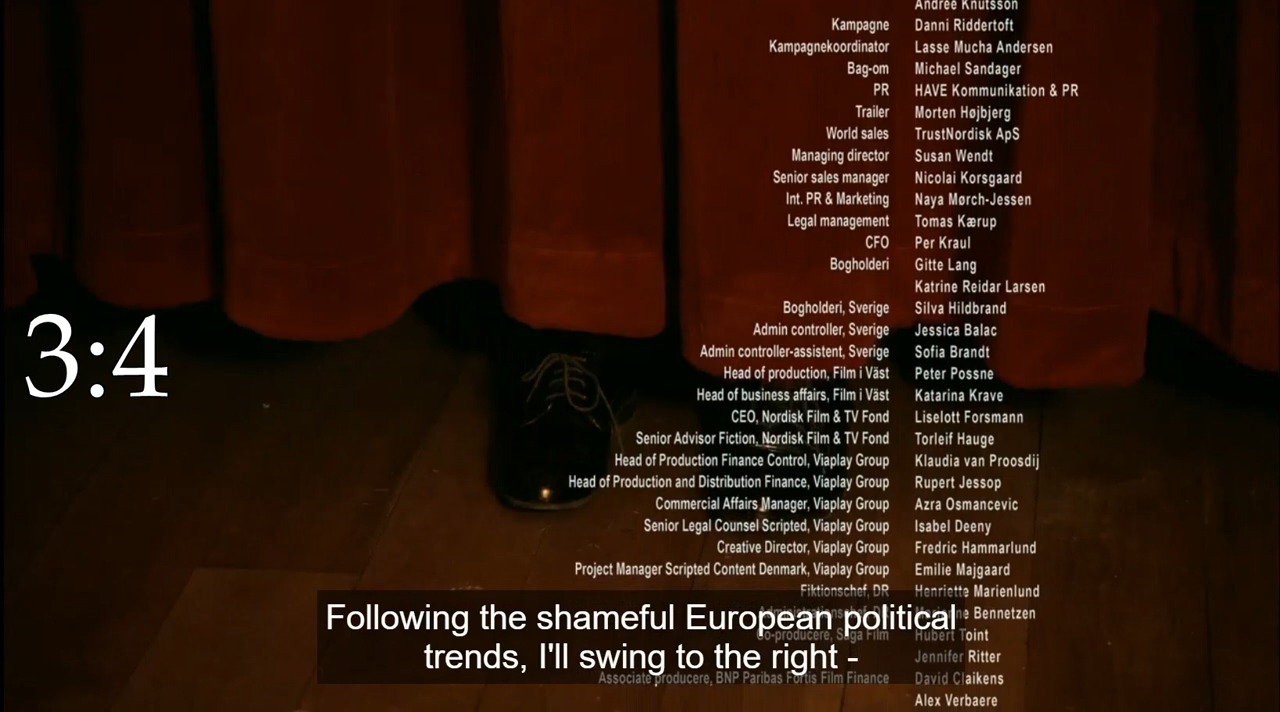 Andrée Knutsson
Kampagne Danni Riddertoft
Kampagnekoordinator Lasse Mucha Andersen
Bag-om Michael Sandager
PR HAVE Kommunikation & PR
Trailer Morten Højbjerg
World sales TrustNordisk ApS
Managing director Susan Wendt
Senior sales manager Nicolai Korsgaard
Int. PR & Marketing Naya Mørch-Jessen
Legal management Tomas Kærup
CFO Per Kraul
Bogholderi Gitte Lang
Katrine Reidar Larsen
Bogholderi, Sverige Silva Hildbrand
Admin controller, Sverige Jessica Balac
Admin controller-assistent, Sverige Sofia Brandt
Head of production, Film i Väst Peter Possne
3:4
Head of business affairs, Film i Väst Katarina Krave
CEO, Nordisk Film & TV Fond Liselott Forsmann
Senior Advisor Fiction, Nordisk Film & TV Fond Torleif Hauge
Head of Production Finance Control, Viaplay Group Klaudia van Proosdij
Head of Production and Distribution Finance, Viaplay Group Rupert Jessop
Commercial Affairs Manager, Viaplay Group Azra Osmancevic
Senior Legal Counsel Scripted, Viaplay Group Isabel Deeny
Creative Director, Viaplay Group Fredric Hammarlund
Project Manager Scripted Content Denmark, Viaplay Group Emilie Majgaard
Fiktionschef, DR Henriette Marienlund
Administrationschef, DR Marianne Bennetzen
Co-producere, Saga Film Hubert Toint
Jennifer Ritter
Associate producere, BNP Paribas Fortis Film Finance David Claikens
Alex Verbaere
Following the shameful European political
trends, I'll swing to the right -